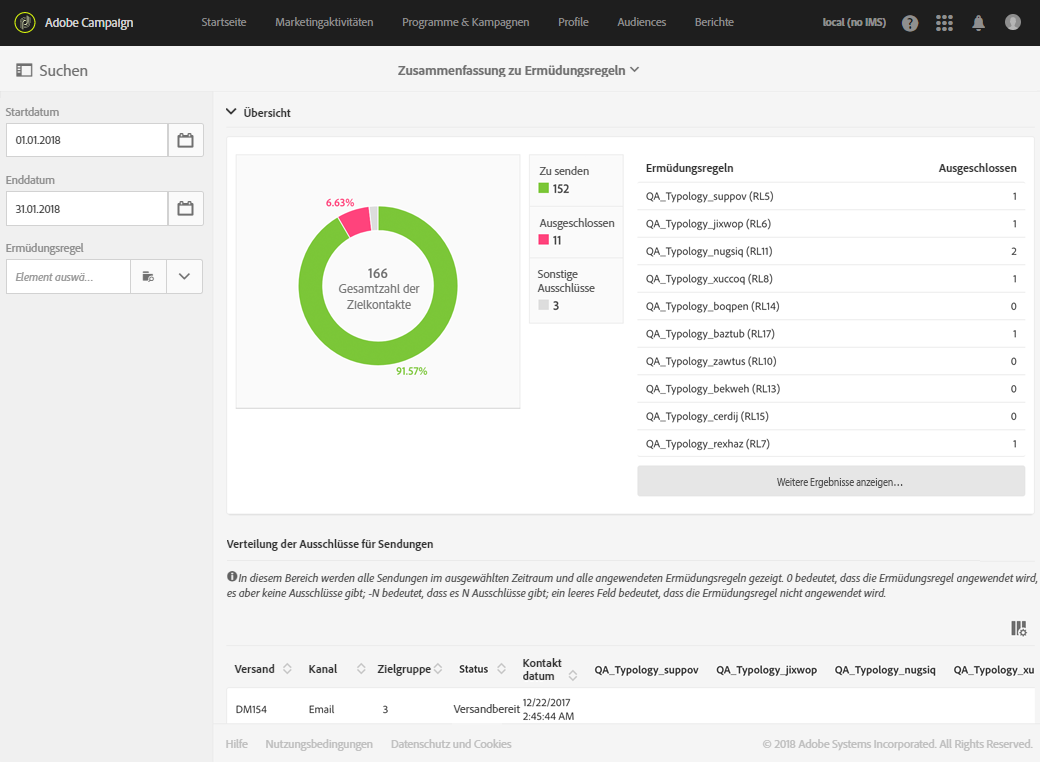 Adobe Campaign
Startseite
Marketingaktivitäten
Programme & Kampagnen
Profile
Audiences
Berichte
local (no IMS)
Suchen
Zusammenfassung zu Ermüdungsregeln
Startdatum
01.01.2018
Enddatum
31.01.2018
Ermüdungsregel
Element auswä...
Übersicht
6.63%
166
Gesamtzahl der
Zielkontakte
91.57%
Zu senden
152
Ausgeschlossen
11
Sonstige
Ausschlüsse
3
Ermüdungsregeln Ausgeschlossen
QA_Typology_suppov (RL5) 1
QA_Typology_jixwop (RL6) 1
QA_Typology_nugsiq (RL11) 2
QA_Typology_xuccoq (RL8) 1
QA_Typology_boqpen (RL14) 0
QA_Typology_baztub (RL17) 1
QA_Typology_zawtus (RL10) 0
QA_Typology_bekweh (RL13) 0
QA_Typology_cerdij (RL15) 0
QA_Typology_rexhaz (RL7) 1
Weitere Ergebnisse anzeigen...
Verteilung der Ausschlüsse für Sendungen
In diesem Bereich werden alle Sendungen im ausgewählten Zeitraum und alle angewendeten Ermüdungsregeln gezeigt. 0 bedeutet, dass die Ermüdungsregel angewendet wird,
es aber keine Ausschlüsse gibt; -N bedeutet, dass es N Ausschlüsse gibt; ein leeres Feld bedeutet, dass die Ermüdungsregel nicht angewendet wird.
Versand
Kanal
Zielgruppe
Status
Kontakt
datum
QA_Typology_suppov
QA_Typology_jixwop
QA_Typology_nugsiq
QA_Typology_xu
DM154
Email
3
Versandbereit
12/22/2017
2:45:44 AM
Hilfe
Nutzungsbedingungen
Datenschutz und Cookies
© 2018 Adobe Systems Incorporated. All Rights Reserved.